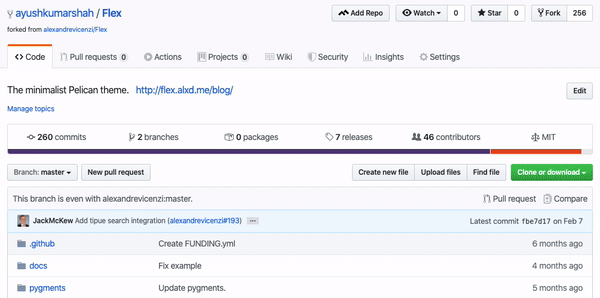 ayushkumarshah / Flex
Add Repo
Watch 0
Star 0
Fork 256
forked from alexandrevicenzi/Flex
Code
Pull requests 0
Actions
Projects 0
Wiki
Security
Insights
Settings
The minimalist Pelican theme. http://flex.alxd.me/blog/
Edit
Manage topics
260 commits
2 branches
0 packages
7 releases
46 contributors
MIT
Branch: master
New pull request
Create new file
Upload files
Find file
Clone or download
This branch is even with alexandrevicenzi:master.
Pull request
Compare
JackMcKew Add tipue search integration (alexandrevicenzi#193)
Latest commit fbe7d17 on Feb 7
.github Create FUNDING.yml 6 months ago
docs Fix example 4 months ago
pygments Update pygments. 5 months ago